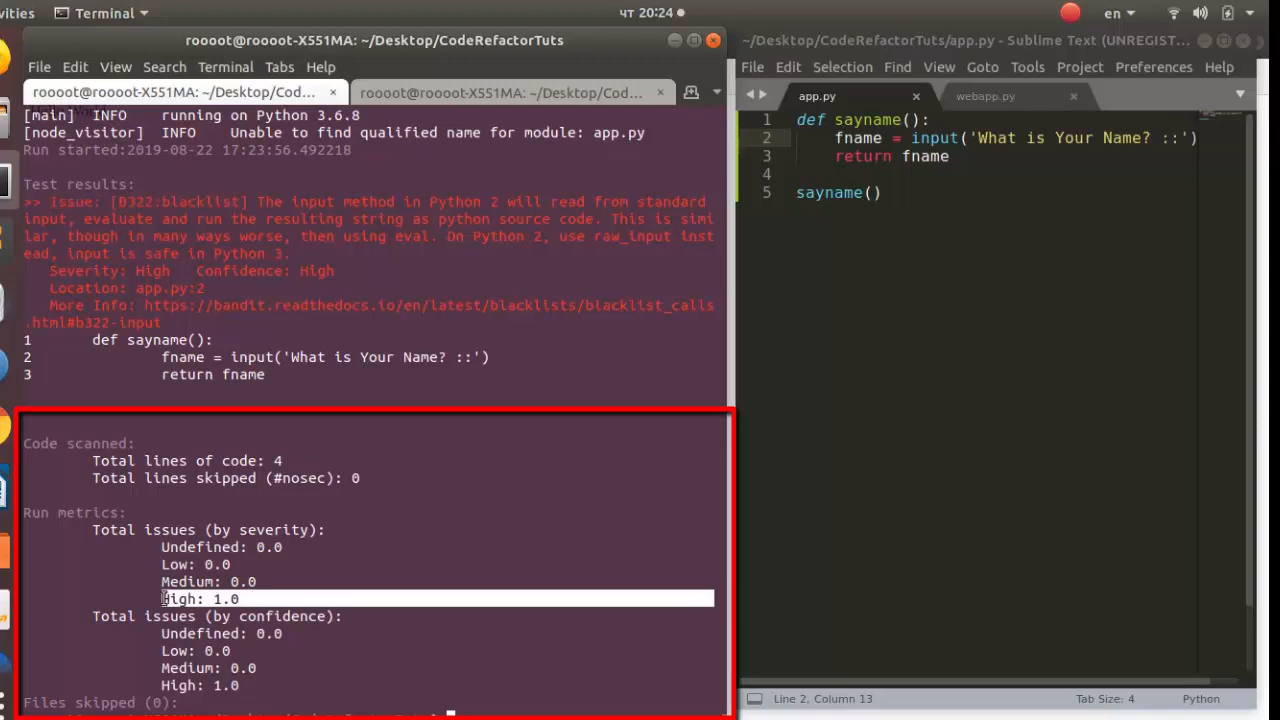 vities
Terminal
чт 20:24
en
roooot@roooot-X551MA: ~/Desktop/CodeRefactorTuts
File Edit View Search Terminal Tabs Help
roooot@roooot-X551MA: ~/Desktop/Cod... ×
roooot@roooot-X551MA: ~/Desktop/Cod... ×
[main] INFO running on Python 3.6.8
[node_visitor] INFO Unable to find qualified name for module: app.py
Run started:2019-08-22 17:23:56.492218
Test results:
>> Issue: [B322:blacklist] The input method in Python 2 will read from standard
input, evaluate and run the resulting string as python source code. This is simi
lar, though in many ways worse, then using eval. On Python 2, use raw_input inst
ead, input is safe in Python 3.
Severity: High Confidence: High
Location: app.py:2
More Info: https://bandit.readthedocs.io/en/latest/blacklists/blacklist_calls
.html#b322-input
1 def sayname():
2 fname = input('What is Your Name? ::')
3 return fname
Code scanned:
Total lines of code: 4
Total lines skipped (#nosec): 0
Run metrics:
Total issues (by severity):
Undefined: 0.0
Low: 0.0
Medium: 0.0
High: 1.0
Total issues (by confidence):
Undefined: 0.0
Low: 0.0
Medium: 0.0
High: 1.0
Files skipped (0):
~/Desktop/CodeRefactorTuts/app.py - Sublime Text (UNREGIST...
File Edit Selection Find View Goto Tools Project Preferences Help
app.py ×
webapp.py ×
1 def sayname():
2 fname = input('What is Your Name? ::')
3 return fname
4
5 sayname()
Line 2, Column 13
Tab Size: 4
Python